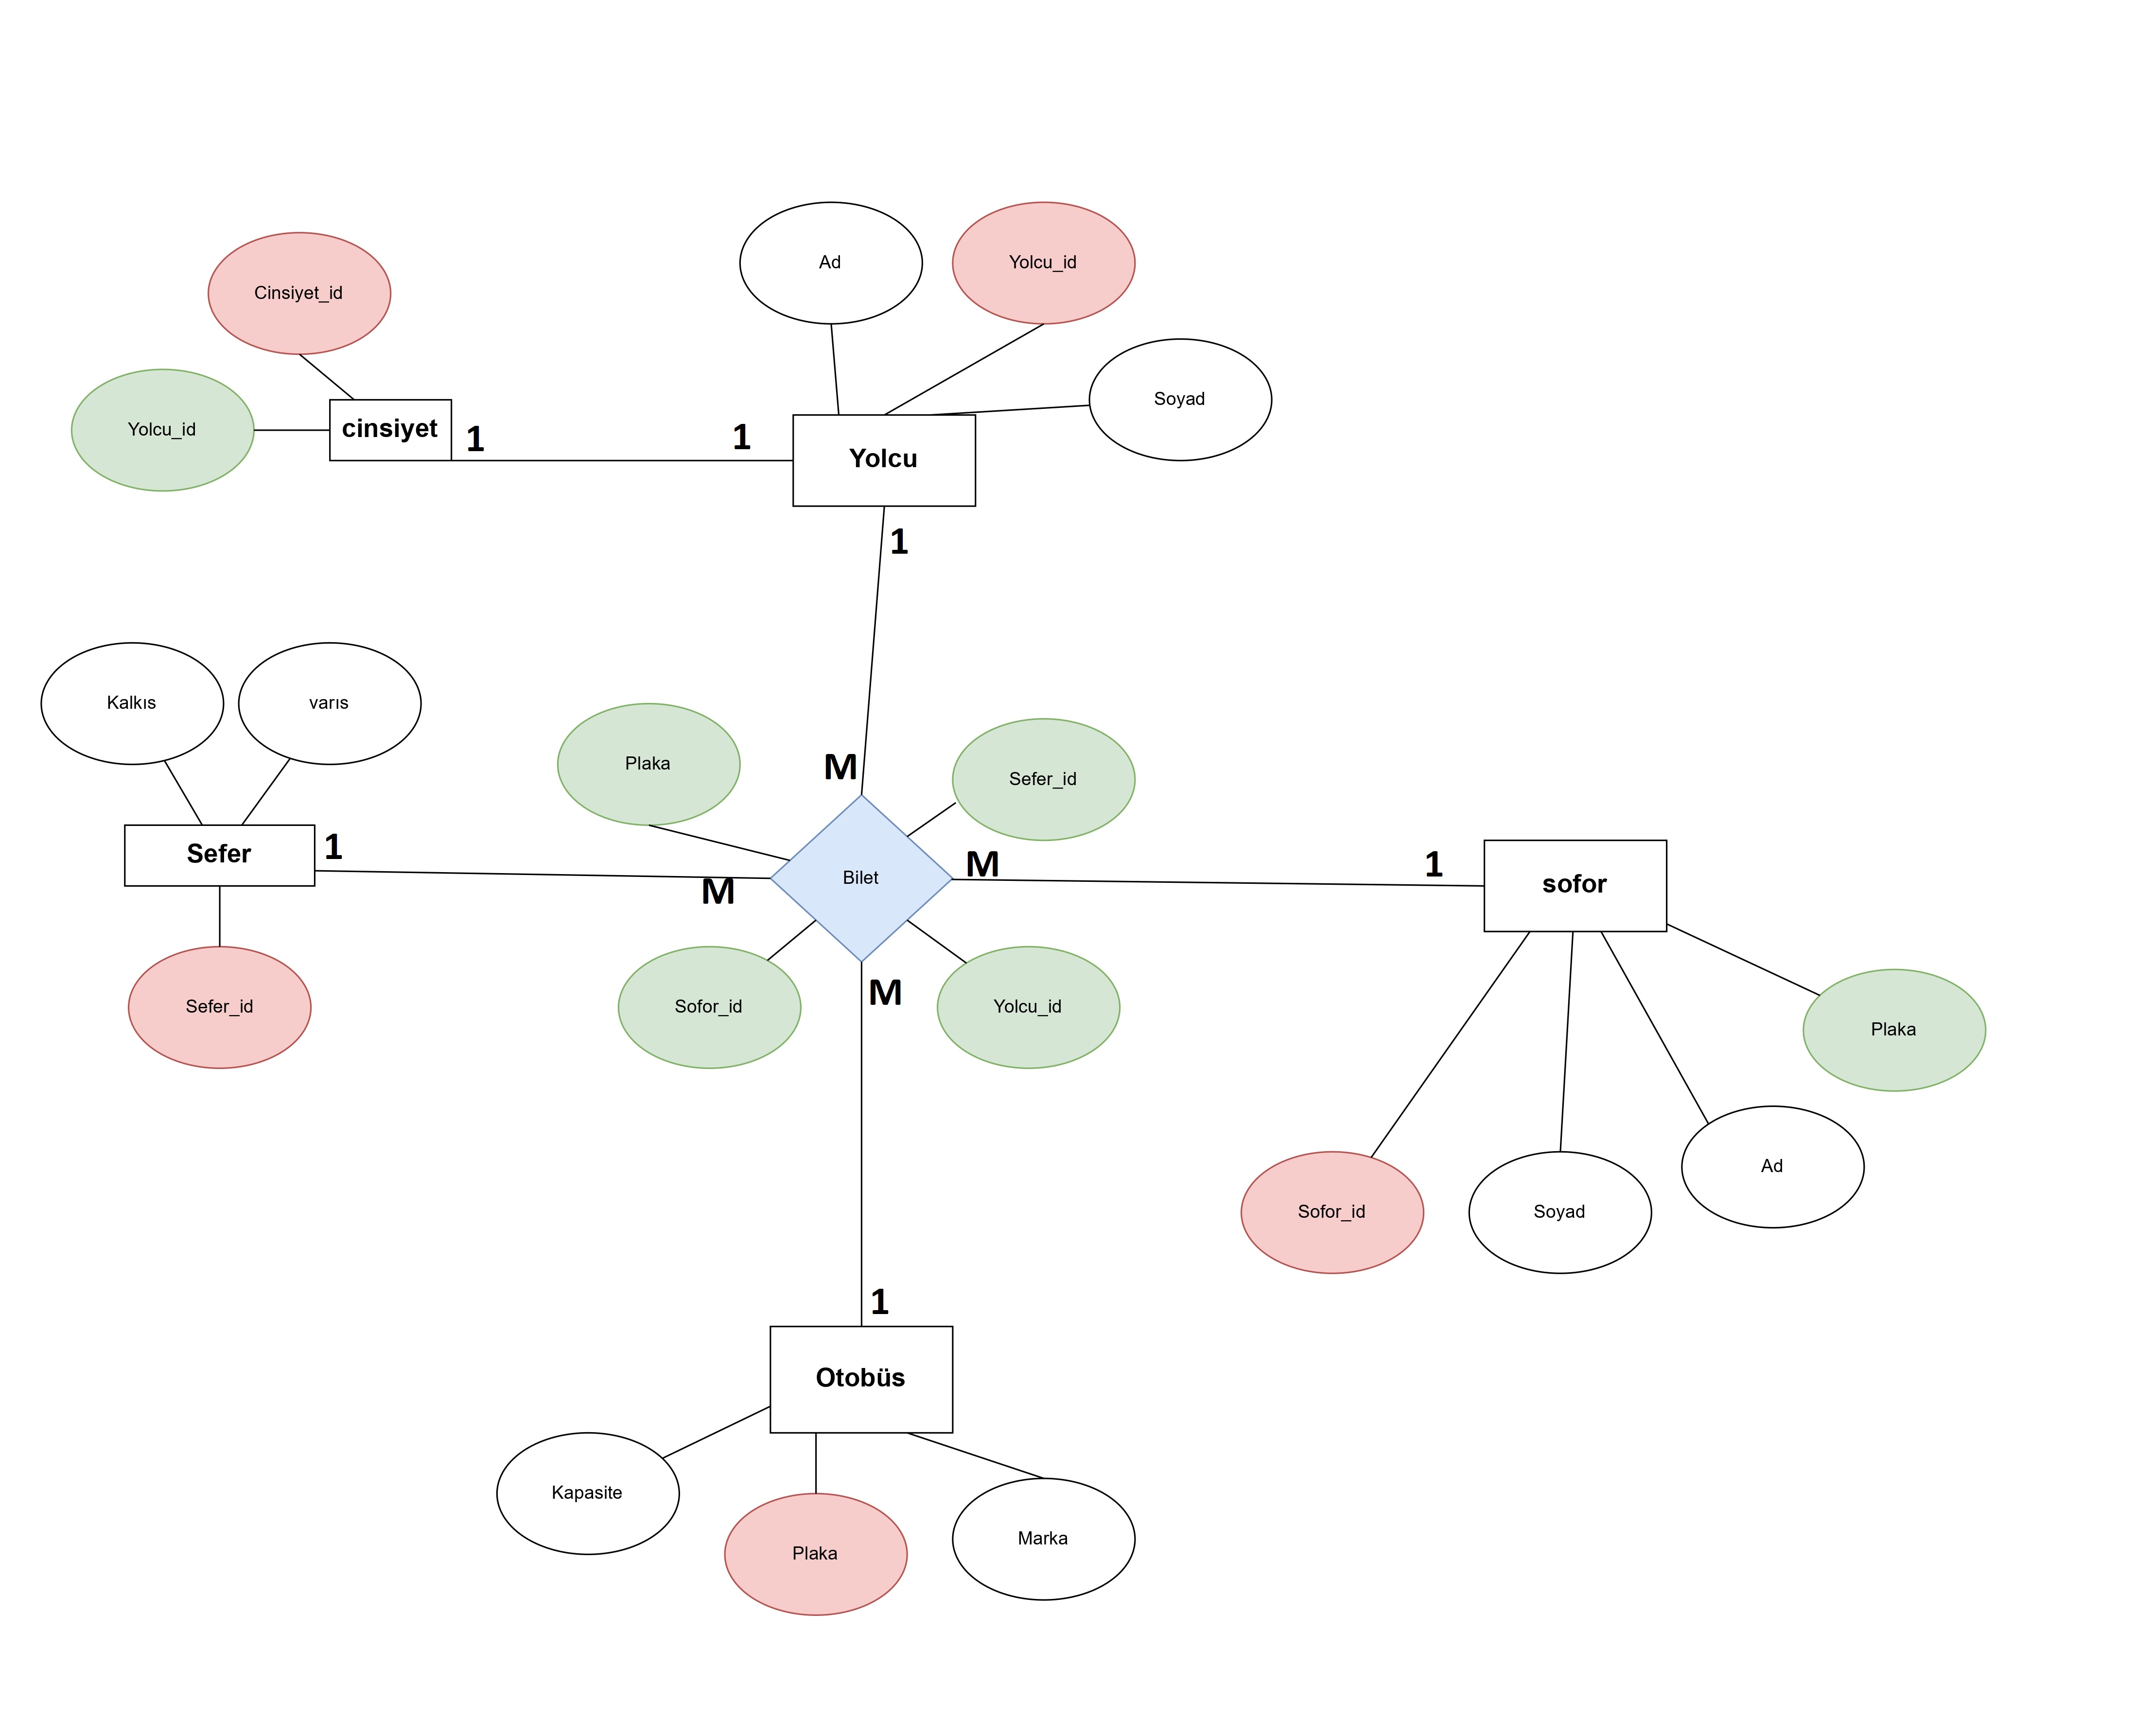 Ad
Yolcu_id
Cinsiyet_id
Soyad
Yolcu_id
cinsiyet
1
1
Yolcu
1
Kalkıs
varıs
Plaka
M
Sefer_id
Sefer
1
M
Bilet
M
1
sofor
Sefer_id
Sofor_id
M
Yolcu_id
Plaka
Ad
Sofor_id
Soyad
1
Otobüs
Kapasite
Plaka
Marka